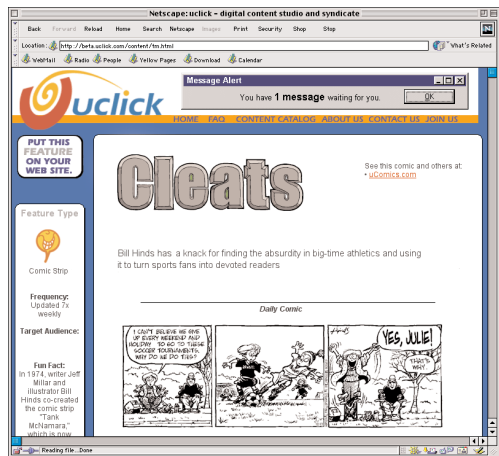 Netscape: uclick - digital content studio and syndicate
Back Forward Reload Home Search Netscape Images Print Security Shop Stop
Location: http://beta.uclick.com/content/tm.html What's Related
WebMail Radio People Yellow Pages Download Calendar
uclick
Message Alert
You have 1 message waiting for you.
OK
HOME FAQ CONTENT CATALOG ABOUT US CONTACT US JOIN US
PUT THIS
FEATURE
ON YOUR
WEB SITE.
Cleats
See this comic and others at:
• uComics.com
Feature Type
Comic Strip
Frequency:
Updated 7x
weekly
Target Audience:
Fun Fact:
In 1974, writer Jeff
Millar and
illustrator Bill
Hinds co-created
the comic strip
"Tank
McNamara,"
which is now
Bill Hinds has a knack for finding the absurdity in big-time athletics and using
it to turn sports fans into devoted readers
Daily Comic
I CAN'T BELIEVE WE GIVE
UP EVERY WEEKEND AND
HOLIDAY TO GO TO THESE
SOCCER TOURNAMENTS.
WHY DO WE DO THIS?
YES, JULIE!
THAT'S
WHY.
Reading file...Done